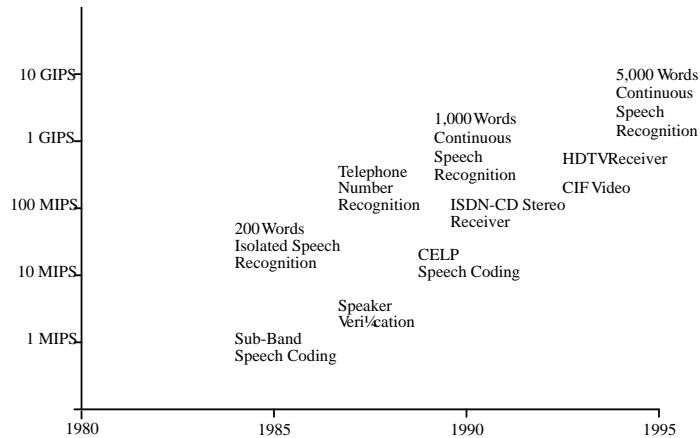 10 GIPS
1 GIPS
100 MIPS
10 MIPS
1 MIPS
5,000 Words
Continuous
Speech
Recognition
1,000 Words
Continuous
Speech
Recognition
HDTV Receiver
CIF Video
Telephone
Number
Recognition
ISDN-CD Stereo
Receiver
200 Words
Isolated Speech
Recognition
CELP
Speech Coding
Speaker
Veri¼cation
Sub-Band
Speech Coding
1980
1985
1990
1995